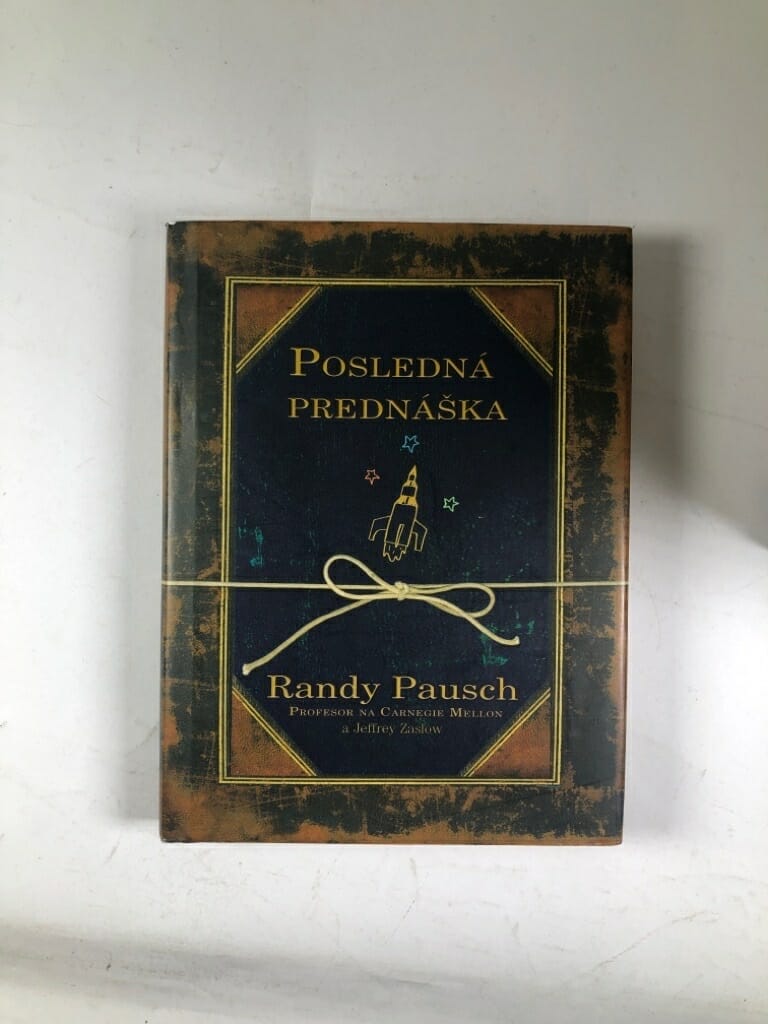 Posledná
prednáška
Randy Pausch
Profesor na Carnegie Mellon
a Jeffrey Zaslow